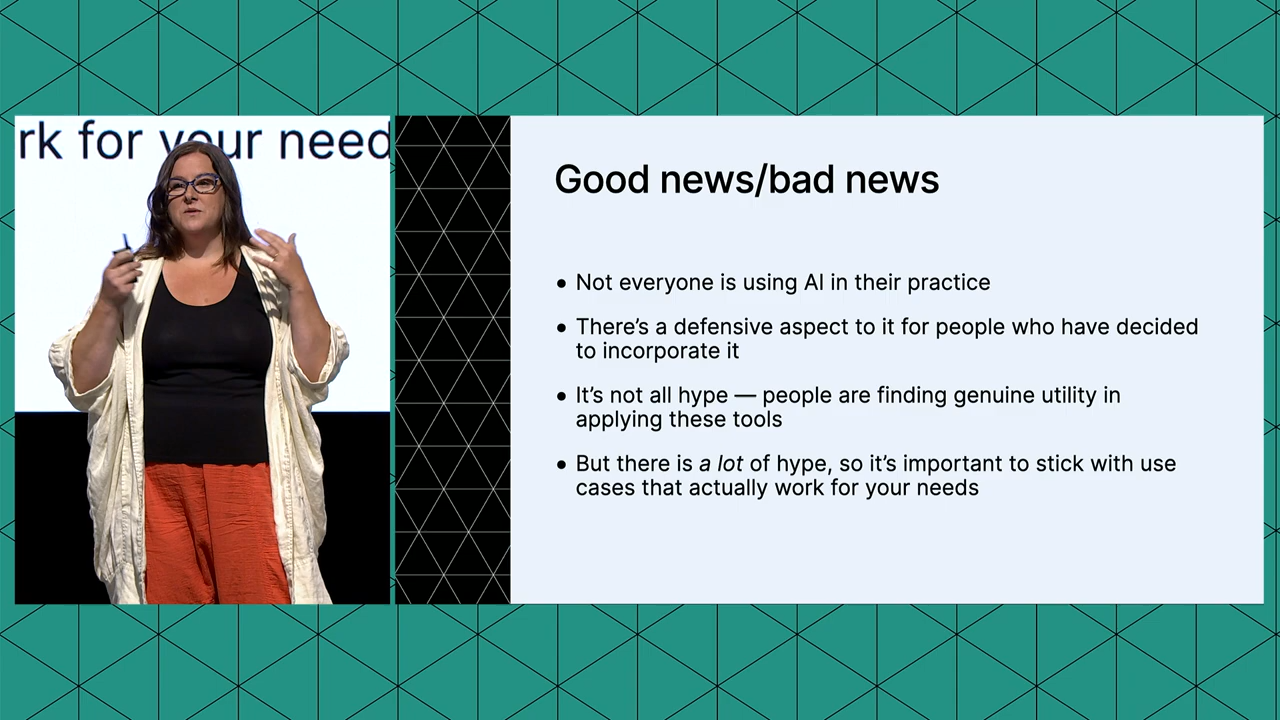 rk for your need
Good news/bad news
• Not everyone is using AI in their practice
• There’s a defensive aspect to it for people who have decided
to incorporate it
• It’s not all hype — people are finding genuine utility in
applying these tools
• But there is a lot of hype, so it’s important to stick with use
cases that actually work for your needs